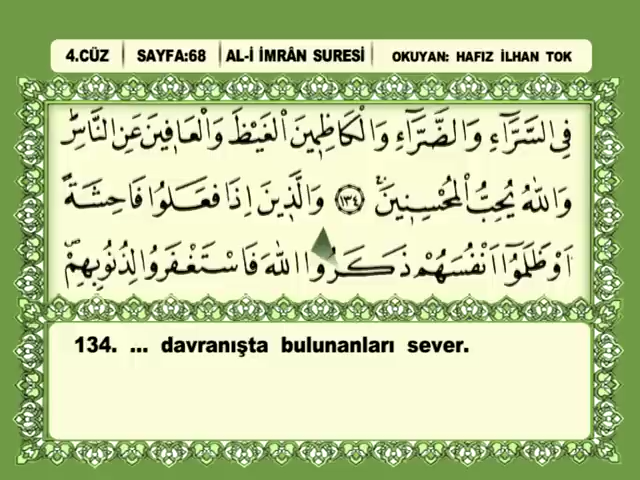 4.CÜZ SAYFA:68 AL-İ İMRÂN SURESİ OKUYAN: HAFIZ İLHAN TOK
فِي السَّرَّٓاءِ وَالضَّرَّٓاءِ وَالْكَاظِمِينَ الْغَيْظَ وَالْعَافِينَ عَنِ النَّاسِۜ
وَاللّٰهُ يُحِبُّ الْمُحْسِنِينَۚ ﴿١٣٤﴾ وَالَّذِينَ اِذَا فَعَلُوا فَاحِشَةً
اَوْ ظَلَمُٓوا اَنْفُسَهُمْ ذَكَرُوا اللّٰهَ فَاسْتَغْفَرُوا لِذُنُوبِهِمْۖ
134. ... davranışta bulunanları sever.